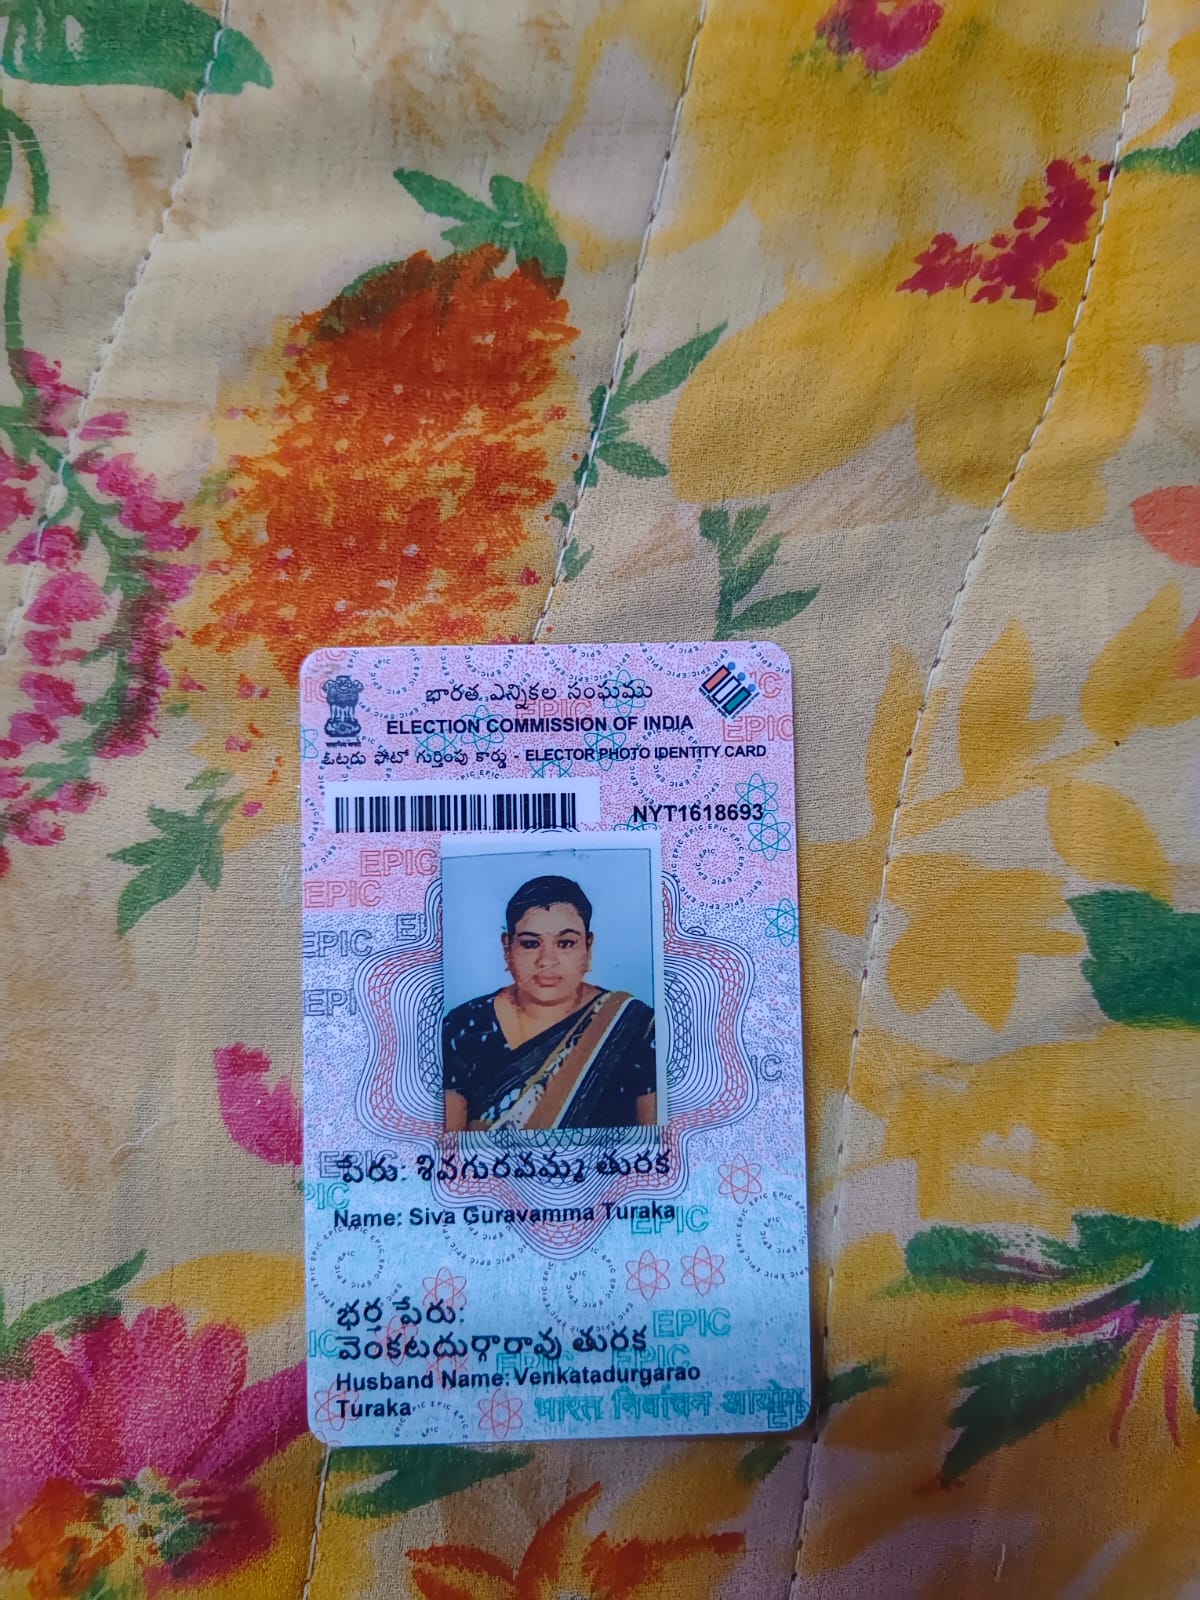 భారత ఎన్నికల సంఘము
ELECTION COMMISSION OF INDIA
ఓటరు ఫోటో గుర్తింపు కార్డు - ELECTOR PHOTO IDENTITY CARD
NYT1618693
పేరు: శివగురవమ్మ తురక
Name: Siva Guravamma Turaka
భర్త పేరు:
వెంకటదుర్గారావు తురక
Husband Name: Venkatadurgarao
Turaka
भारत निर्वाचन आयोग